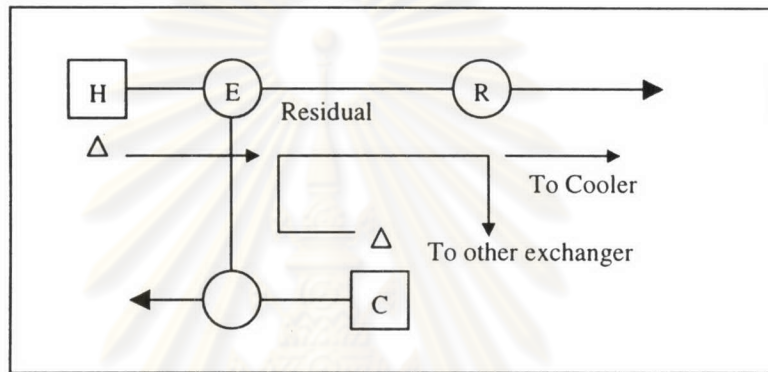 H
E
R
Residual
Δ
To Cooler
Δ
To other exchanger
C